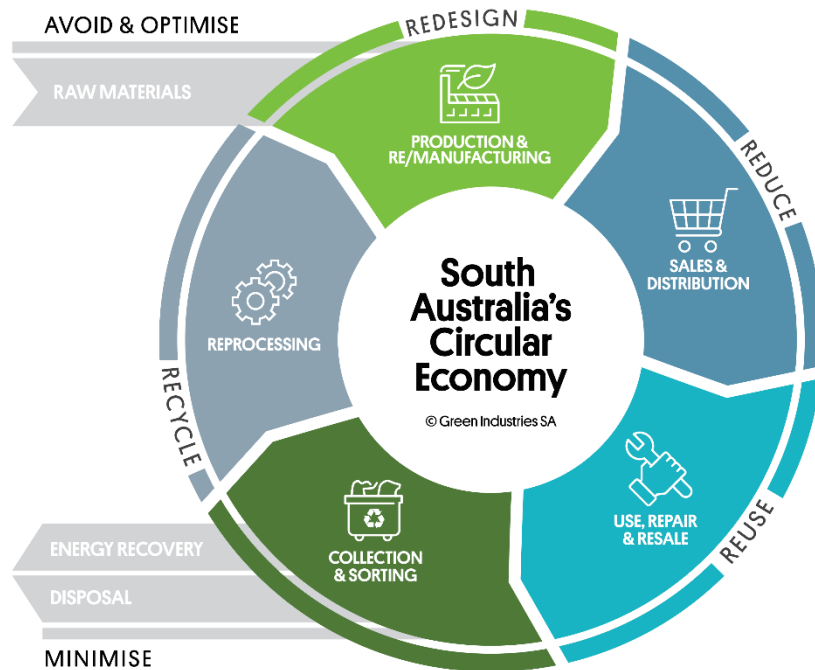 AVOID & OPTIMISE
RAW MATERIALS
REDESIGN
PRODUCTION &
RE/MANUFACTURING
REDUCE
SALES &
DISTRIBUTION
South
Australia's
Circular
Economy
© Green Industries SA
REPROCESSING
RECYCLE
USE, REPAIR
& RESALE
REUSE
COLLECTION
& SORTING
ENERGY RECOVERY
DISPOSAL
MINIMISE